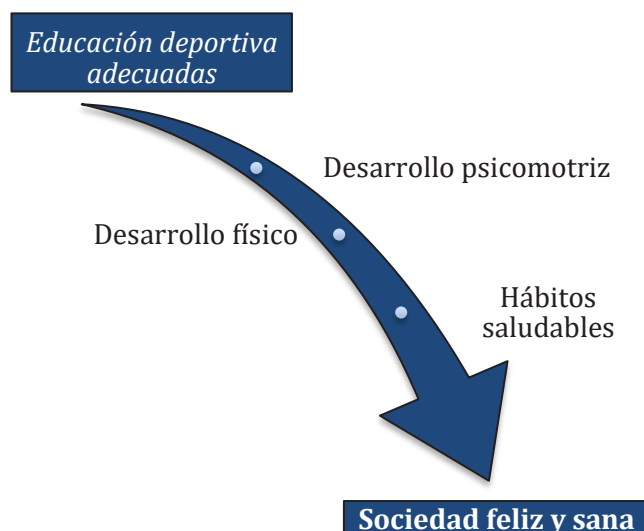 Educación deportiva
adecuadas
Desarrollo psicomotriz
Desarrollo físico
Hábitos
saludables
Sociedad feliz y sana